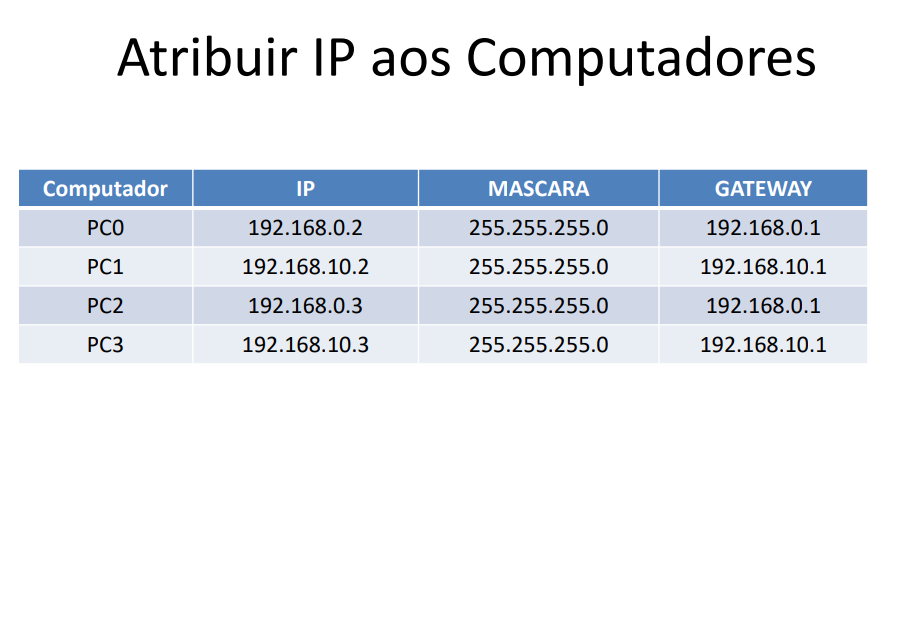 Atribuir IP aos Computadores
Computador IP MASCARA GATEWAY
PC0 192.168.0.2 255.255.255.0 192.168.0.1
PC1 192.168.10.2 255.255.255.0 192.168.10.1
PC2 192.168.0.3 255.255.255.0 192.168.0.1
PC3 192.168.10.3 255.255.255.0 192.168.10.1